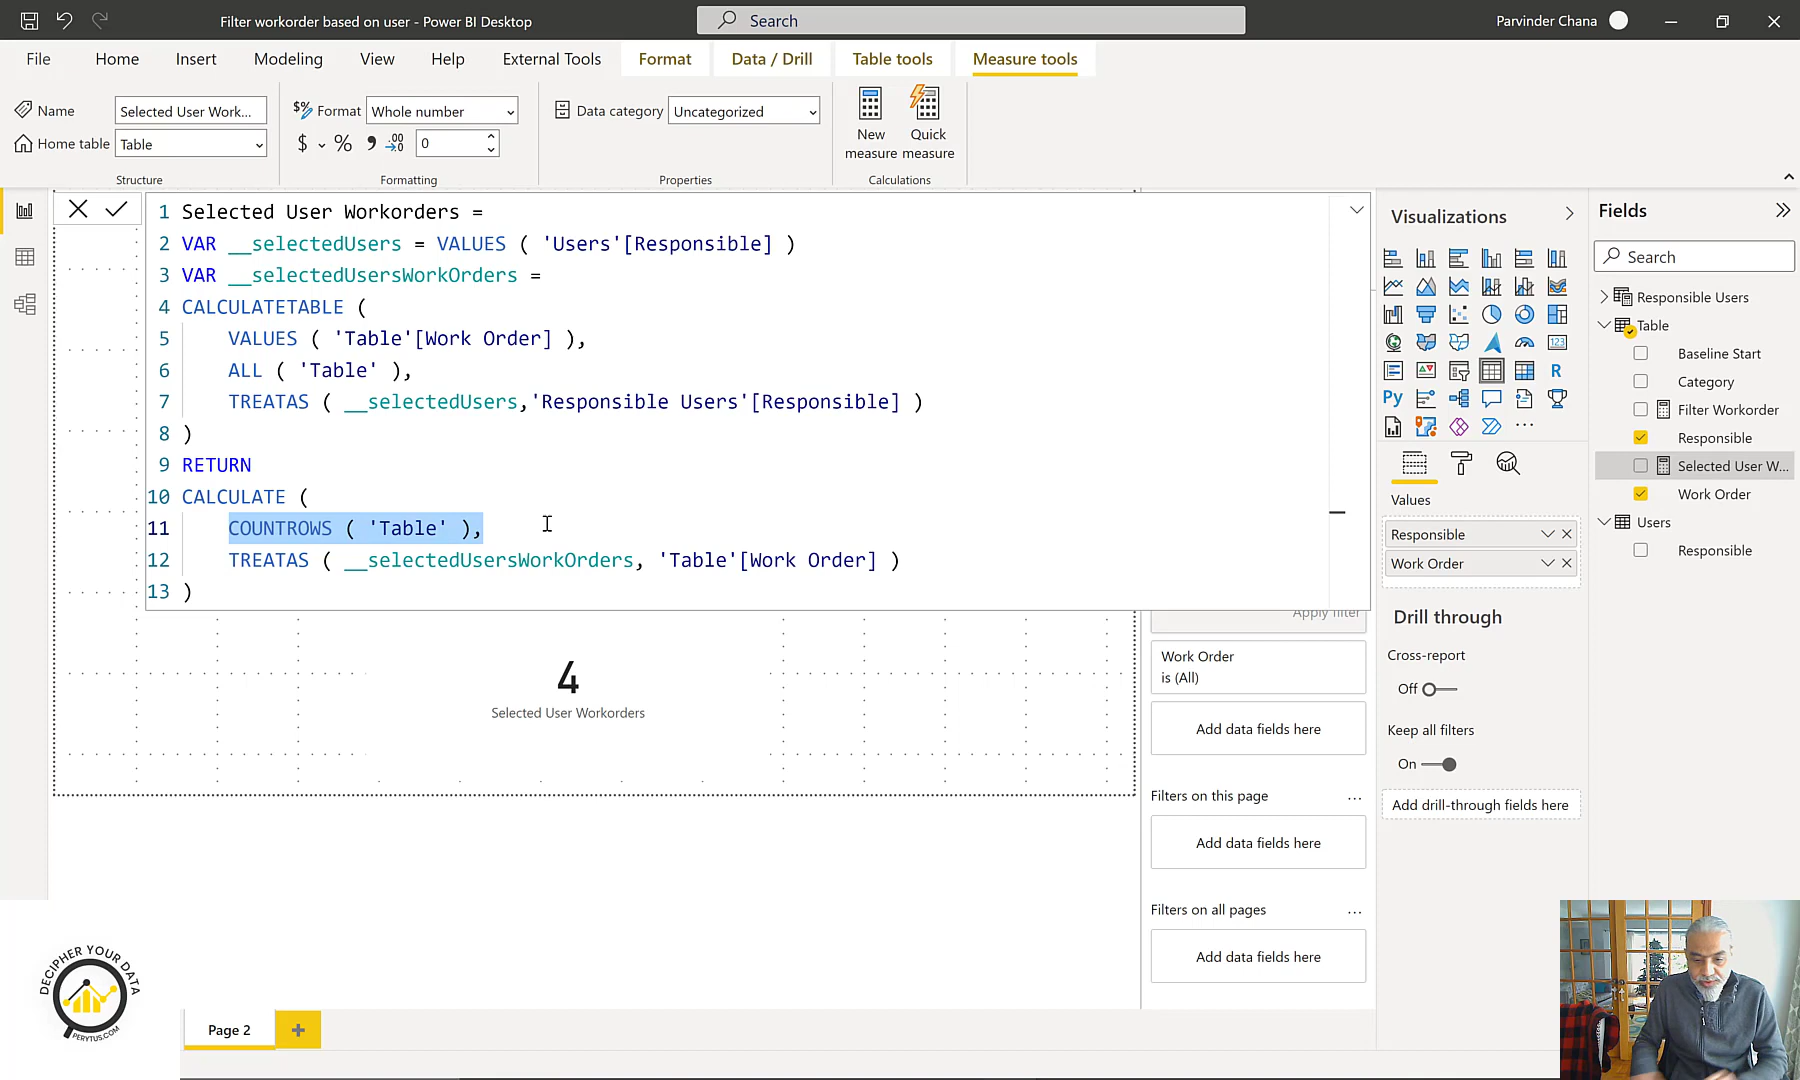 Filter workorder based on user - Power BI Desktop
Search
Parvinder Chana
File
Home
Insert
Modeling
View
Help
External Tools
Format
Data / Drill
Table tools
Measure tools
Name
Selected User Work...
Home table
Table
Structure
Format
Whole number
$ % 9 .00
0
Formatting
Data category
Uncategorized
Properties
New measure
Quick measure
Calculations
1 Selected User Workorders =
2 VAR __selectedUsers = VALUES ( 'Users'[Responsible] )
3 VAR __selectedUsersWorkOrders =
4 CALCULATETABLE (
5 VALUES ( 'Table'[Work Order] ),
6 ALL ( 'Table' ),
7 TREATAS ( __selectedUsers,'Responsible Users'[Responsible] )
8 )
9 RETURN
10 CALCULATE (
11 COUNTROWS ( 'Table' ),
12 TREATAS ( __selectedUsersWorkOrders, 'Table'[Work Order] )
13 )
4
Selected User Workorders
Apply filter
Work Order
is (All)
Add data fields here
Filters on this page
...
Add data fields here
Filters on all pages
...
Add data fields here
Visualizations
123
R
Py
...
Values
Responsible
Work Order
Drill through
Cross-report
Off
Keep all filters
On
Add drill-through fields here
Fields
Search
Responsible Users
Table
Baseline Start
Category
Filter Workorder
Responsible
Selected User W...
Work Order
Users
Responsible
DECIPHER YOUR DATA
PERYTUS.COM
Page 2
+